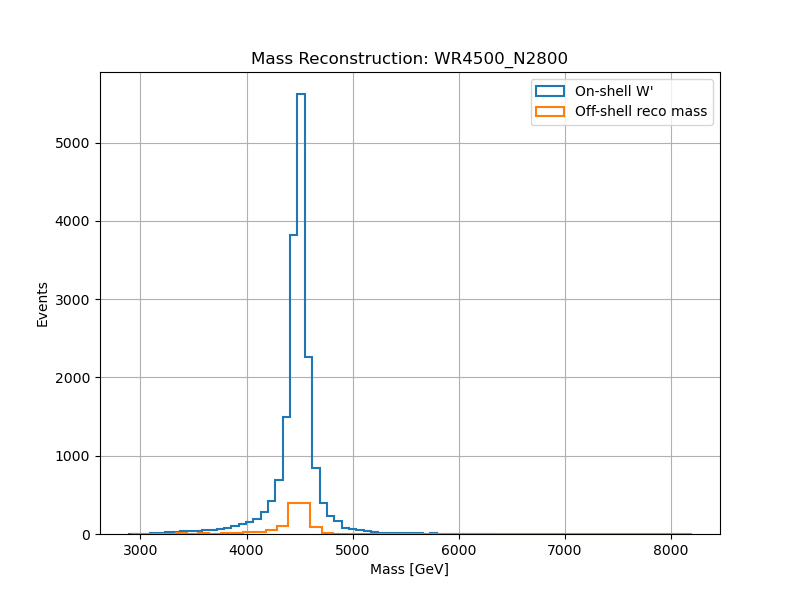 Mass Reconstruction: WR4500_N2800
On-shell W'
Off-shell reco mass
5000
4000
3000
2000
1000
0
Events
3000 4000 5000 6000 7000 8000
Mass [GeV]